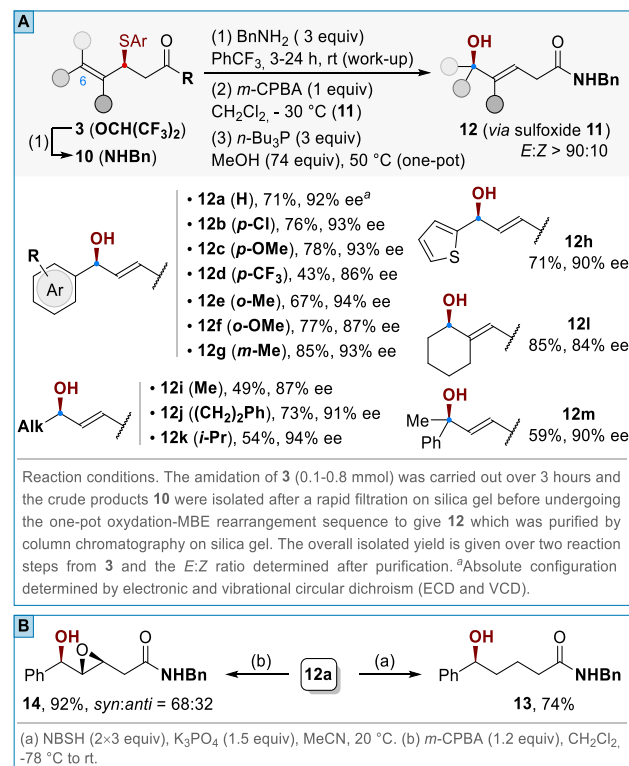 A
SAr
O
R
6
3 (OCH(CF3)2)
(1)
10 (NHBn)
(1) BnNH2 ( 3 equiv)
PhCF3, 3-24 h, rt (work-up)
(2) m-CPBA (1 equiv)
CH2Cl2, - 30 °C (11)
(3) n-Bu3P (3 equiv)
MeOH (74 equiv), 50 °C (one-pot)
OH
O
NHBn
12 (via sulfoxide 11)
E:Z > 90:10
R
OH
Ar
• 12a (H), 71%, 92% eea
• 12b (p-Cl), 76%, 93% ee
• 12c (p-OMe), 78%, 93% ee
• 12d (p-CF3), 43%, 86% ee
• 12e (o-Me), 67%, 94% ee
• 12f (o-OMe), 77%, 87% ee
• 12g (m-Me), 85%, 93% ee
OH
S
12h
71%, 90% ee
OH
12l
85%, 84% ee
OH
Alk
• 12i (Me), 49%, 87% ee
• 12j ((CH2)2Ph), 73%, 91% ee
• 12k (i-Pr), 54%, 94% ee
OH
Me
Ph
12m
59%, 90% ee
Reaction conditions. The amidation of 3 (0.1-0.8 mmol) was carried out over 3 hours and
the crude products 10 were isolated after a rapid filtration on silica gel before undergoing
the one-pot oxydation-MBE rearrangement sequence to give 12 which was purified by
column chromatography on silica gel. The overall isolated yield is given over two reaction
steps from 3 and the E:Z ratio determined after purification. aAbsolute configuration
determined by electronic and vibrational circular dichroism (ECD and VCD).
B
OH
O
O
Ph
NHBn
14, 92%, syn:anti = 68:32
(b)
12a
(a)
OH
O
Ph
NHBn
13, 74%
(a) NBSH (2×3 equiv), K3PO4 (1.5 equiv), MeCN, 20 °C. (b) m-CPBA (1.2 equiv), CH2Cl2,
-78 °C to rt.